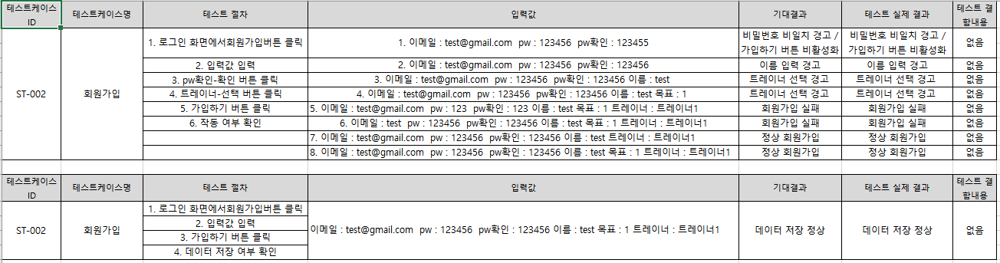 테스트케이스 ID 테스트케이스명 테스트 절차 입력값 기대결과 테스트 실제 결과 테스트 결함내용
ST-002 회원가입 1. 로그인 화면에서회원가입버튼 클릭 1. 이메일 : test@gmail.com pw : 123456 pw확인 : 123455 비밀번호 비일치 경고 / 가입하기 버튼 비활성화 비밀번호 비일치 경고 / 가입하기 버튼 비활성화 없음
2. 입력값 입력 2. 이메일 : test@gmail.com pw : 123456 pw확인 : 123456 이름 입력 경고 이름 입력 경고 없음
3. pw확인-확인 버튼 클릭 3. 이메일 : test@gmail.com pw : 123456 pw확인 : 123456 이름 : test 트레이너 선택 경고 트레이너 선택 경고 없음
4. 트레이너-선택 버튼 클릭 4. 이메일 : test@gmail.com pw : 123456 pw확인 : 123456 이름 : test 목표 : 1 트레이너 선택 경고 트레이너 선택 경고 없음
5. 가입하기 버튼 클릭 5. 이메일 : test@gmail.com pw : 123 pw확인 : 123 이름 : test 목표 : 1 트레이너 : 트레이너1 회원가입 실패 회원가입 실패 없음
6. 작동 여부 확인 6. 이메일 : test pw : 123456 pw확인 : 123456 이름 : test 목표 : 1 트레이너 : 트레이너1 회원가입 실패 회원가입 실패 없음
7. 이메일 : test@gmail.com pw : 123456 pw확인 : 123456 이름 : test 트레이너 : 트레이너1 정상 회원가입 정상 회원가입 없음
8. 이메일 : test@gmail.com pw : 123456 pw확인 : 123456 이름 : test 목표 : 1 트레이너 : 트레이너1 정상 회원가입 정상 회원가입 없음
테스트케이스 ID 테스트케이스명 테스트 절차 입력값 기대결과 테스트 실제 결과 테스트 결함내용
ST-002 회원가입 1. 로그인 화면에서회원가입버튼 클릭 이메일 : test@gmail.com pw : 123456 pw확인 : 123456 이름 : test 목표 : 1 트레이너 : 트레이너1 데이터 저장 정상 데이터 저장 정상 없음
2. 입력값 입력
3. 가입하기 버튼 클릭
4. 데이터 저장 여부 확인